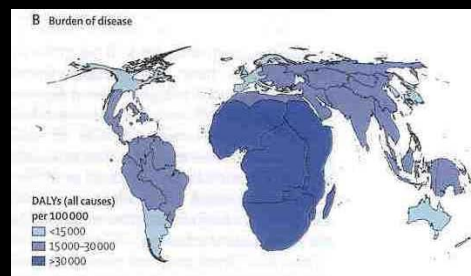 B Burden of disease
DALYs (all causes)
per 100 000
<15 000
15 000–30 000
>30 000